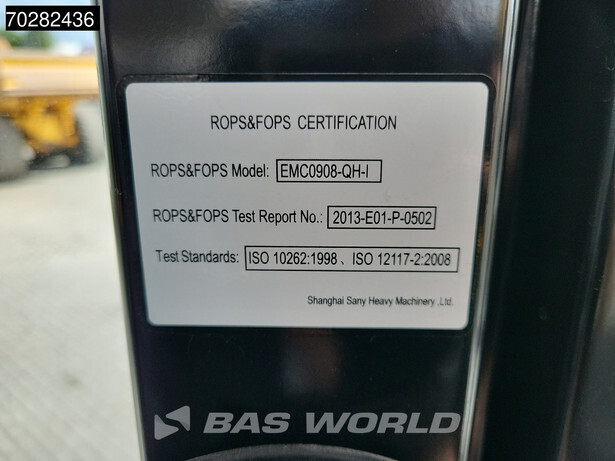 70282436
ROPS&FOPS CERTIFICATION
ROPS&FOPS Model: EMC0908-QH-I
ROPS&FOPS Test Report No.: 2013-E01-P-0502
Test Standards: ISO 10262:1998、ISO 12117-2:2008
Shanghai Sany Heavy Machinery ,Ltd.
BAS WORLD